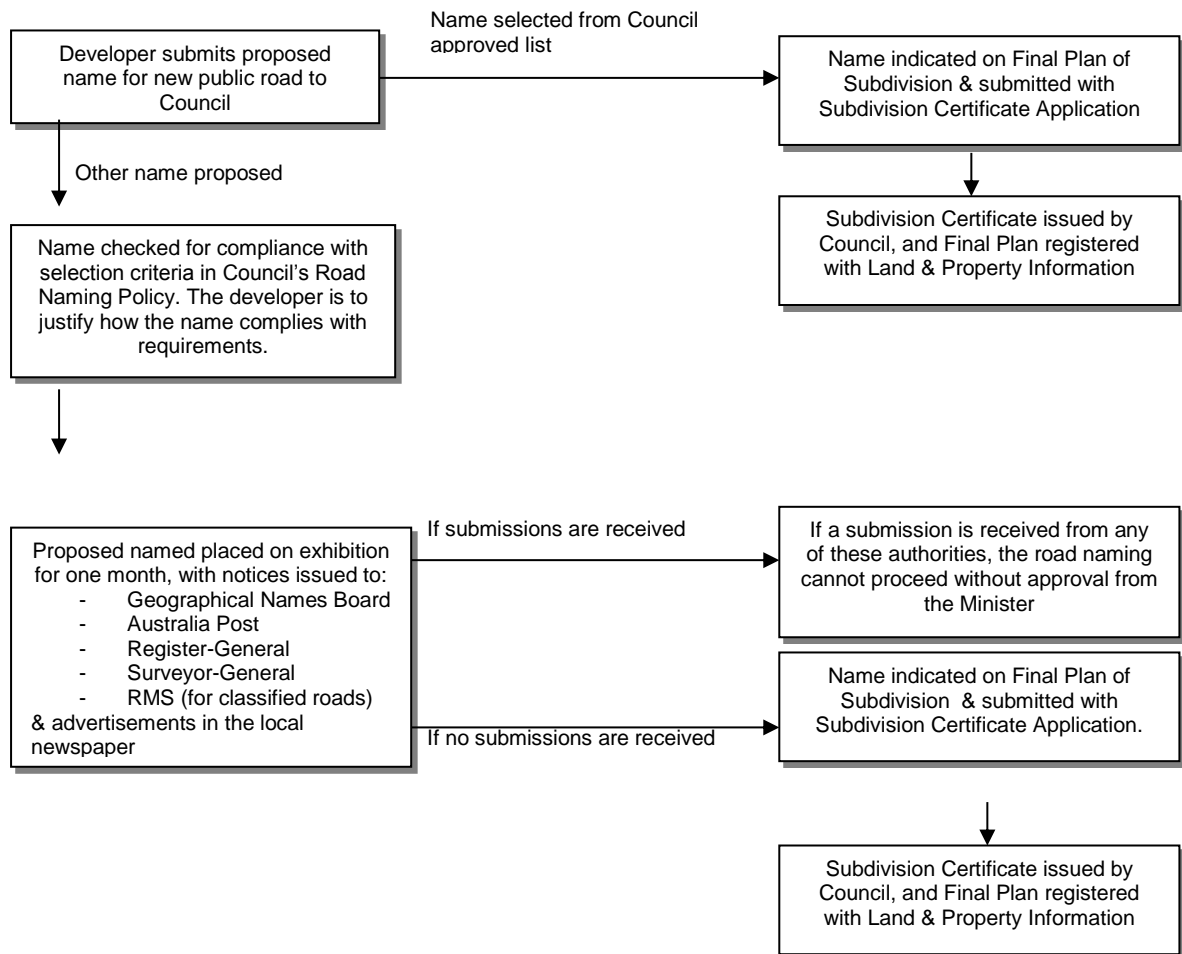 Developer submits proposed
name for new public road to
Council
Name selected from Council
approved list
Name indicated on Final Plan of
Subdivision & submitted with
Subdivision Certificate Application
Other name proposed
Subdivision Certificate issued by
Council, and Final Plan registered
with Land & Property Information
Name checked for compliance with
selection criteria in Council’s Road
Naming Policy. The developer is to
justify how the name complies with
requirements.
Proposed named placed on exhibition
for one month, with notices issued to:
- Geographical Names Board
- Australia Post
- Register-General
- Surveyor-General
- RMS (for classified roads)
& advertisements in the local
newspaper
If submissions are received
If a submission is received from any
of these authorities, the road naming
cannot proceed without approval from
the Minister
If no submissions are received
Name indicated on Final Plan of
Subdivision & submitted with
Subdivision Certificate Application.
Subdivision Certificate issued by
Council, and Final Plan registered
with Land & Property Information